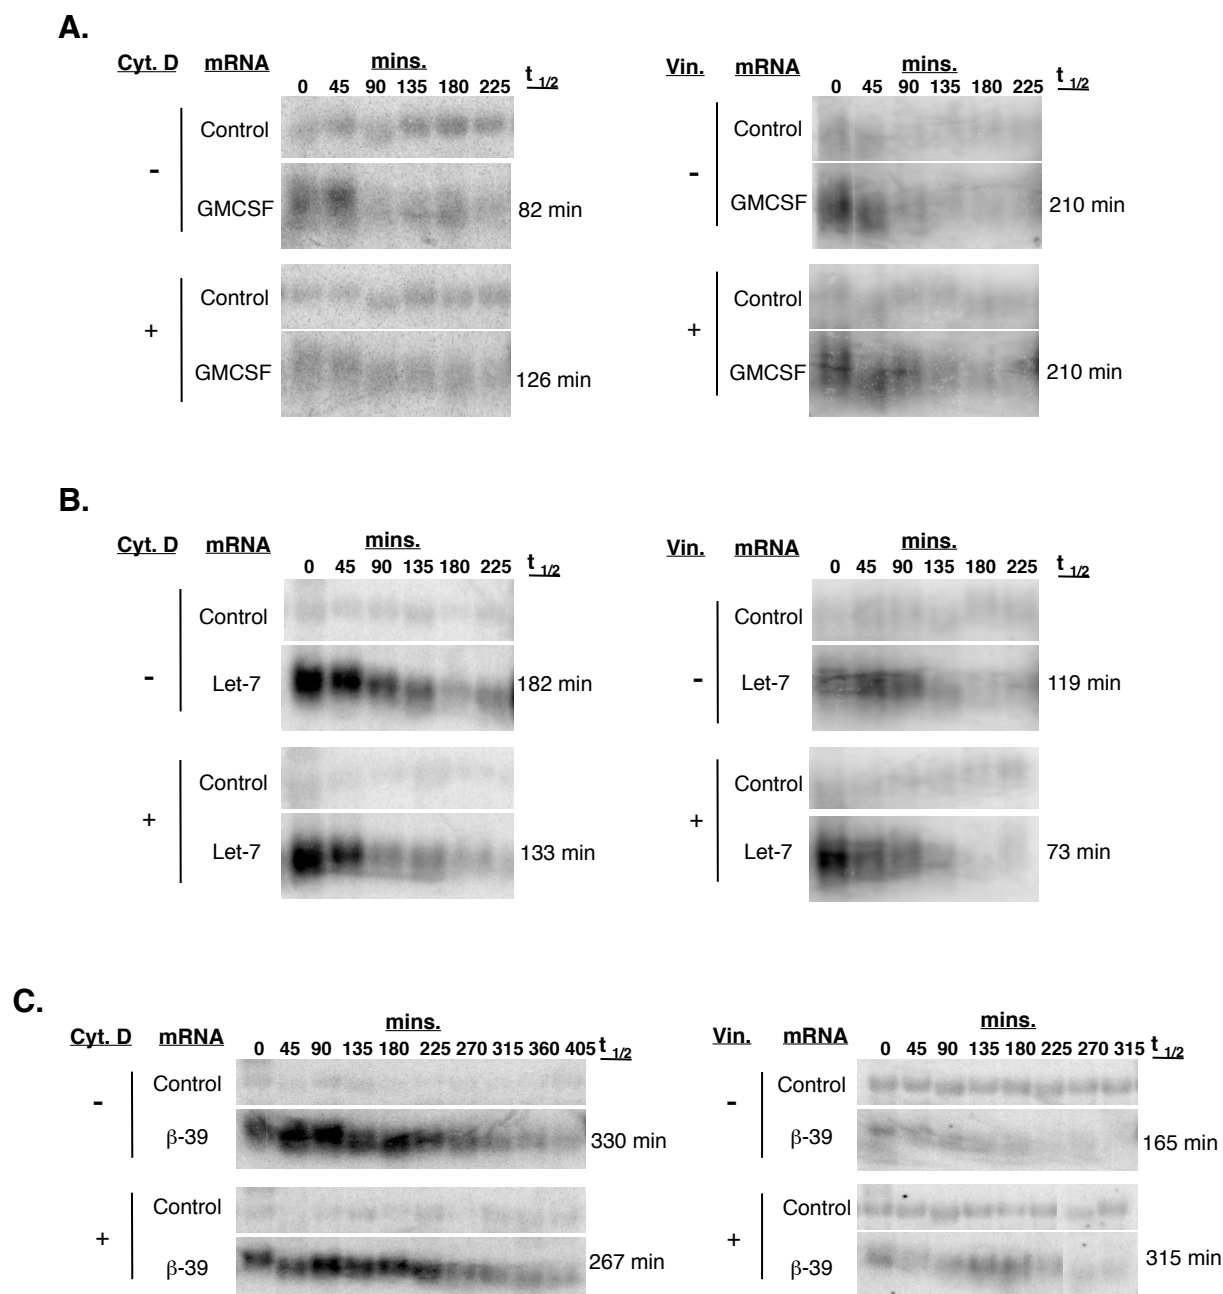 A.
Cyt. D mRNA mins. t 1/2
0 45 90 135 180 225
Control
-
GMCSF 82 min
Control
+
GMCSF 126 min
Vin. mRNA mins. t 1/2
0 45 90 135 180 225
Control
-
GMCSF 210 min
Control
+
GMCSF 210 min
B.
Cyt. D mRNA mins. t 1/2
0 45 90 135 180 225
Control
-
Let-7 182 min
Control
+
Let-7 133 min
Vin. mRNA mins. t 1/2
0 45 90 135 180 225
Control
-
Let-7 119 min
Control
+
Let-7 73 min
C.
Cyt. D mRNA mins. t 1/2
0 45 90 135 180 225 270 315 360 405
Control
-
β-39 330 min
Control
+
β-39 267 min
Vin. mRNA mins. t 1/2
0 45 90 135 180 225 270 315
Control
-
β-39 165 min
Control
+
β-39 315 min